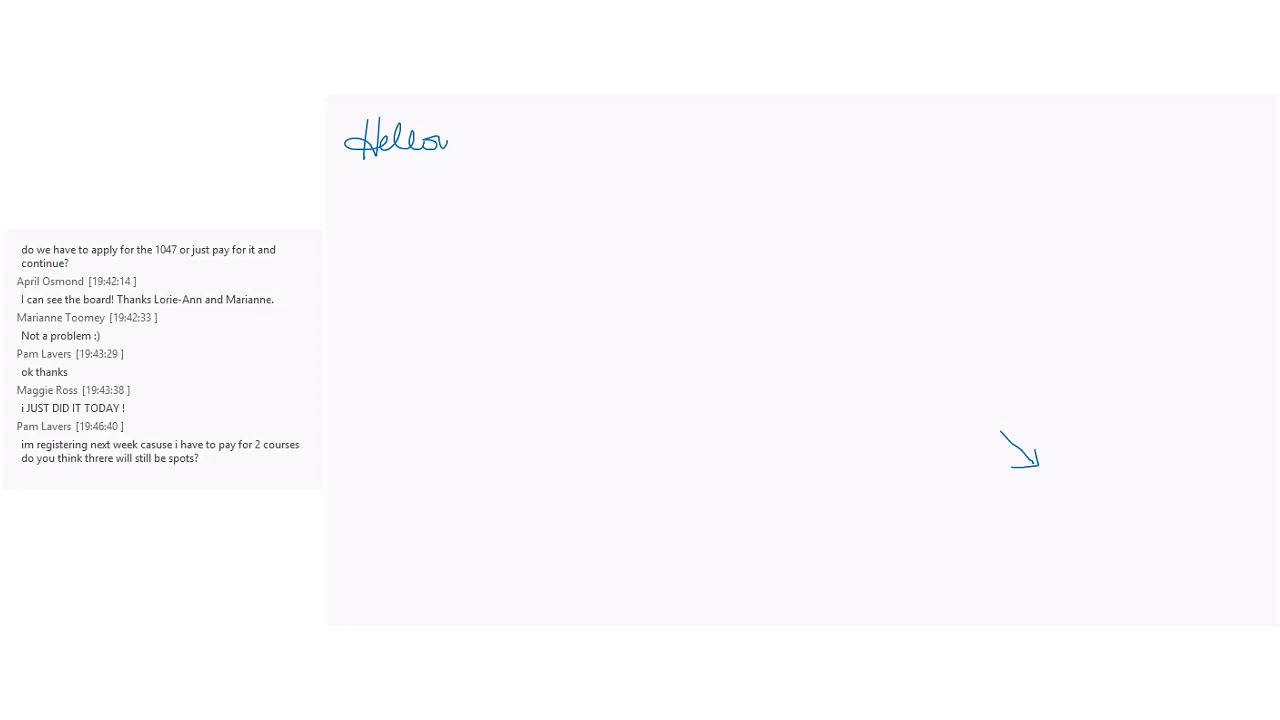 do we have to apply for the 1047 or just pay for it and
continue?
April Osmond [19:42:14 ]
I can see the board! Thanks Lorie-Ann and Marianne.
Marianne Toomey [19:42:33 ]
Not a problem :)
Pam Lavers [19:43:29 ]
ok thanks
Maggie Ross [19:43:38 ]
i JUST DID IT TODAY !
Pam Lavers [19:46:40 ]
im registering next week casuse i have to pay for 2 courses
do you think threre will still be spots?
Hello